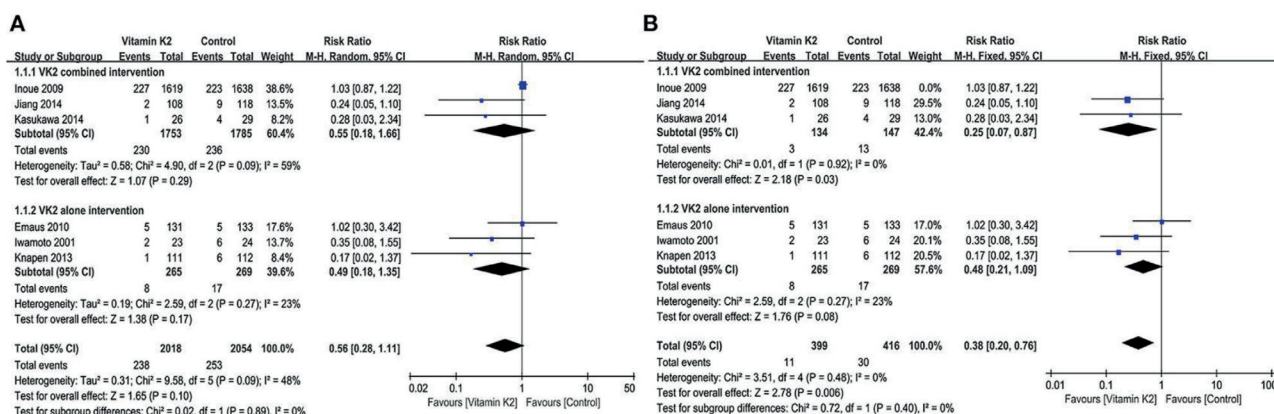 A
Vitamin K2 Control Risk Ratio Risk Ratio
Study or Subgroup Events Total Events Total Weight M-H, Random, 95% CI M-H, Random, 95% CI
1.1.1 VK2 combined intervention
Inoue 2009 227 1619 223 1638 38.6% 1.03 [0.87, 1.22]
Jiang 2014 2 108 9 118 13.5% 0.24 [0.05, 1.10]
Kasukawa 2014 1 26 4 29 8.2% 0.28 [0.03, 2.34]
Subtotal (95% CI) 1753 1785 60.4% 0.55 [0.18, 1.66]
Total events 230 236
Heterogeneity: Tau² = 0.58; Chi² = 4.90, df = 2 (P = 0.09); I² = 59%
Test for overall effect: Z = 1.07 (P = 0.29)
1.1.2 VK2 alone intervention
Emaus 2010 5 131 5 133 17.6% 1.02 [0.30, 3.42]
Iwamoto 2001 2 23 6 24 13.7% 0.35 [0.08, 1.55]
Knapen 2013 1 111 6 112 8.4% 0.17 [0.02, 1.37]
Subtotal (95% CI) 265 269 39.6% 0.49 [0.18, 1.35]
Total events 8 17
Heterogeneity: Tau² = 0.19; Chi² = 2.59, df = 2 (P = 0.27); I² = 23%
Test for overall effect: Z = 1.38 (P = 0.17)
Total (95% CI) 2018 2054 100.0% 0.56 [0.28, 1.11]
Total events 238 253
Heterogeneity: Tau² = 0.31; Chi² = 9.58, df = 5 (P = 0.09); I² = 48%
Test for overall effect: Z = 1.65 (P = 0.10)
Test for subgroup differences: Chi² = 0.02, df = 1 (P = 0.89), I² = 0%
0.02 0.1 1 10 50
Favours [Vitamin K2] Favours [Control]
B
Vitamin K2 Control Risk Ratio Risk Ratio
Study or Subgroup Events Total Events Total Weight M-H, Fixed, 95% CI M-H, Fixed, 95% CI
1.1.1 VK2 combined intervention
Inoue 2009 227 1619 223 1638 0.0% 1.03 [0.87, 1.22]
Jiang 2014 2 108 9 118 29.5% 0.24 [0.05, 1.10]
Kasukawa 2014 1 26 4 29 13.0% 0.28 [0.03, 2.34]
Subtotal (95% CI) 134 147 42.4% 0.25 [0.07, 0.87]
Total events 3 13
Heterogeneity: Chi² = 0.01, df = 1 (P = 0.92); I² = 0%
Test for overall effect: Z = 2.18 (P = 0.03)
1.1.2 VK2 alone intervention
Emaus 2010 5 131 5 133 17.0% 1.02 [0.30, 3.42]
Iwamoto 2001 2 23 6 24 20.1% 0.35 [0.08, 1.55]
Knapen 2013 1 111 6 112 20.5% 0.17 [0.02, 1.37]
Subtotal (95% CI) 265 269 57.6% 0.48 [0.21, 1.09]
Total events 8 17
Heterogeneity: Chi² = 2.59, df = 2 (P = 0.27); I² = 23%
Test for overall effect: Z = 1.76 (P = 0.08)
Total (95% CI) 399 416 100.0% 0.38 [0.20, 0.76]
Total events 11 30
Heterogeneity: Chi² = 3.51, df = 4 (P = 0.48); I² = 0%
Test for overall effect: Z = 2.78 (P = 0.006)
Test for subgroup differences: Chi² = 0.72, df = 1 (P = 0.40), I² = 0%
0.01 0.1 1 10 100
Favours [Vitamin K2] Favours [Control]